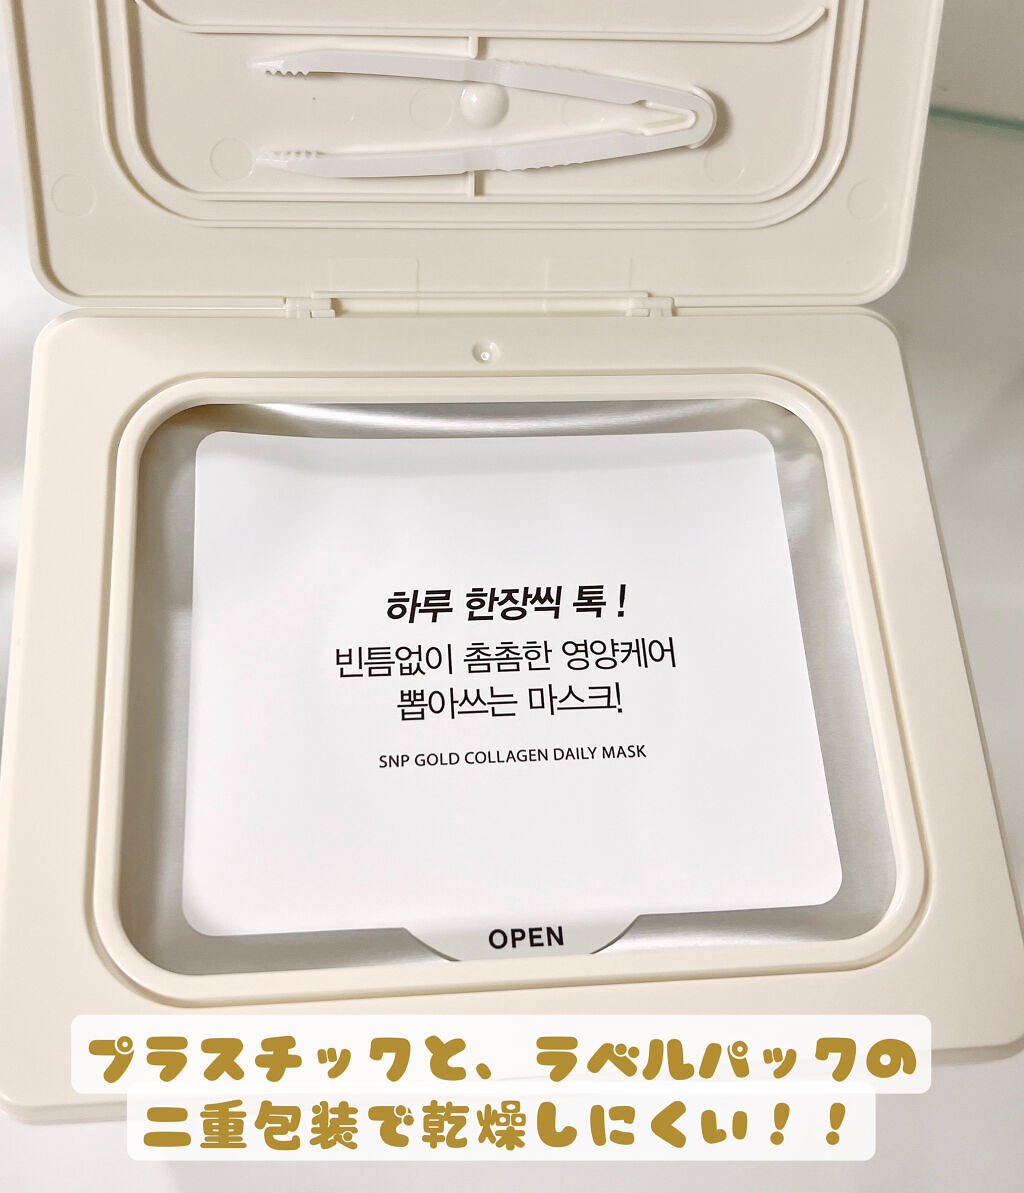 하루 한장씩 톡 !
빈틈없이 촘촘한 영양케어
뽑아쓰는 마스크!
SNP GOLD COLLAGEN DAILY MASK
OPEN
プラスチックと、ラベルパックの
二重包装で乾燥しにくい！！